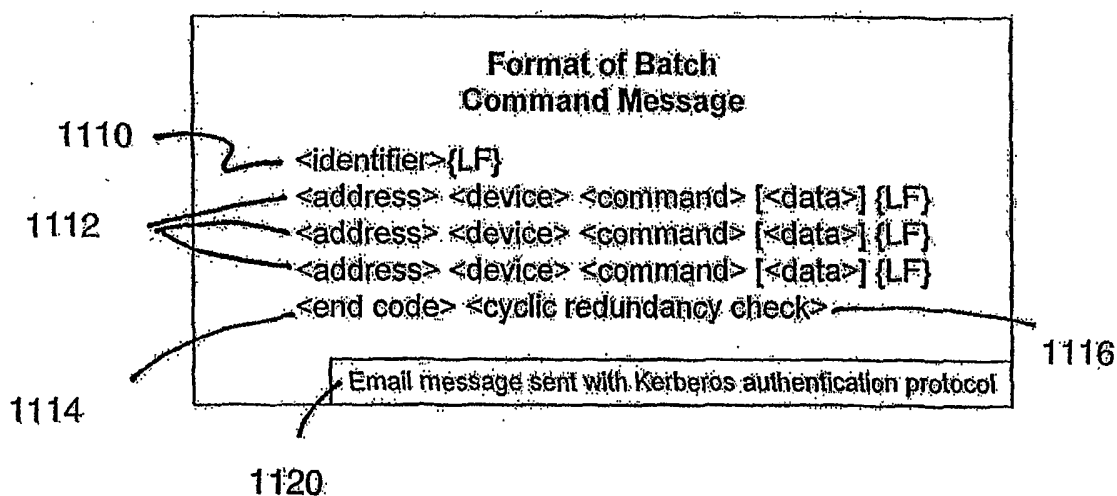 Format of Batch
Command Message
1110
<identifier>{LF}
1112
<address> <device> <command> [<data>] {LF}
<address> <device> <command> [<data>] {LF}
<address> <device> <command> [<data>] {LF}
<end code> <cyclic redundancy check>
1116
Email message sent with Kerberos authentication protocol
1114
1120